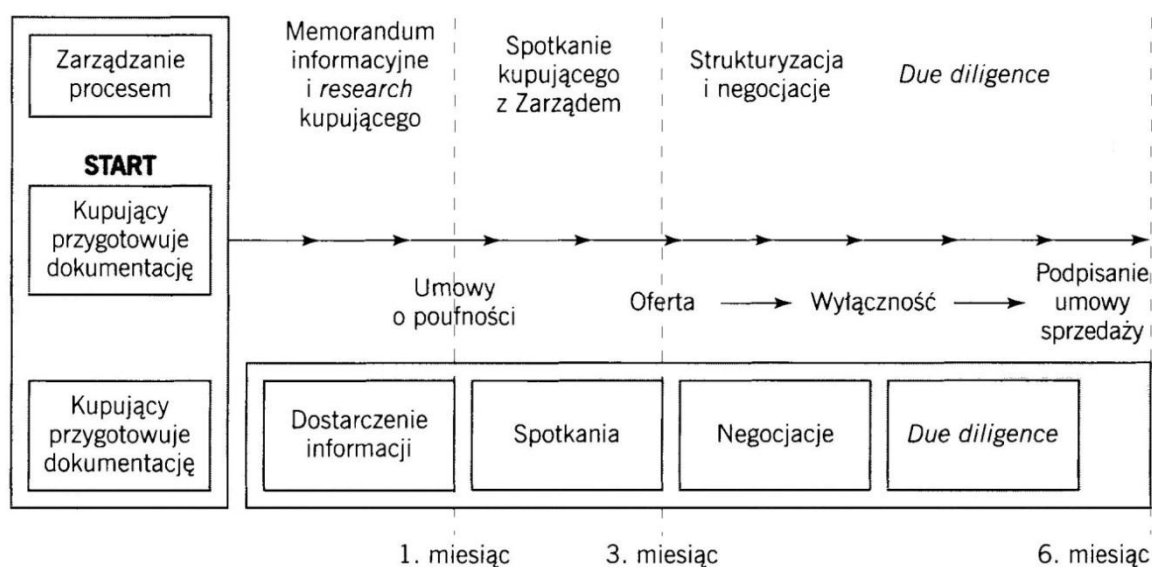 Zarządzanie
procesem
START
Kupujący
przygotowuje
dokumentację
Kupujący
przygotowuje
dokumentację
Memorandum
informacyjne
i research
kupującego
Spotkanie
kupującego
z Zarządem
Strukturyzacja
i negocjacje
Due diligence
Umowy
o poufności
Oferta
Wyłączność
Podpisanie
umowy
sprzedaży
Dostarczenie
informacji
Spotkania
Negocjacje
Due diligence
1. miesiąc
3. miesiąc
6. miesiąc